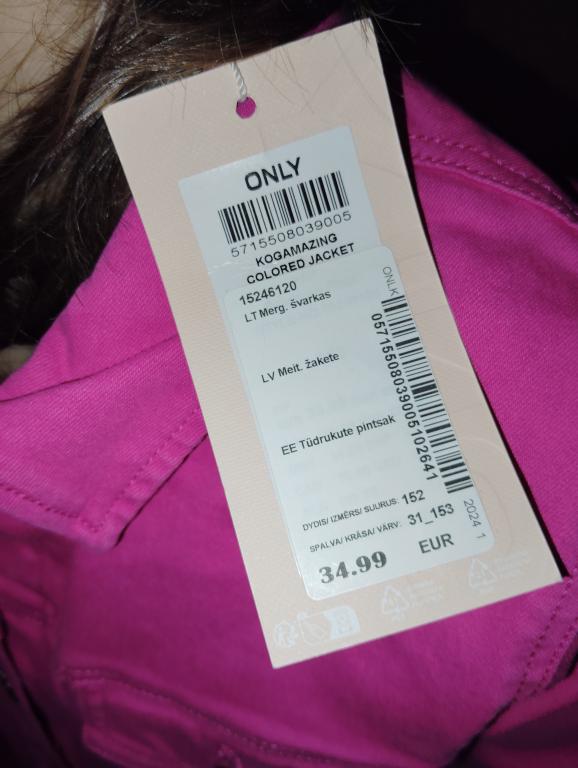 ONLY
5715508039005
KOGAMAZING
COLORED JACKET
15246120
LT Merg. švarkas
LV Meit. žakete
EE Tüdrukute pintsak
ONLK
05715508039005102641
DYDIS/ IZMĒRS/ SUURUS: 152
SPALVA/ KRĀSA/ VÄRV: 31_153
2024 1
34.99 EUR